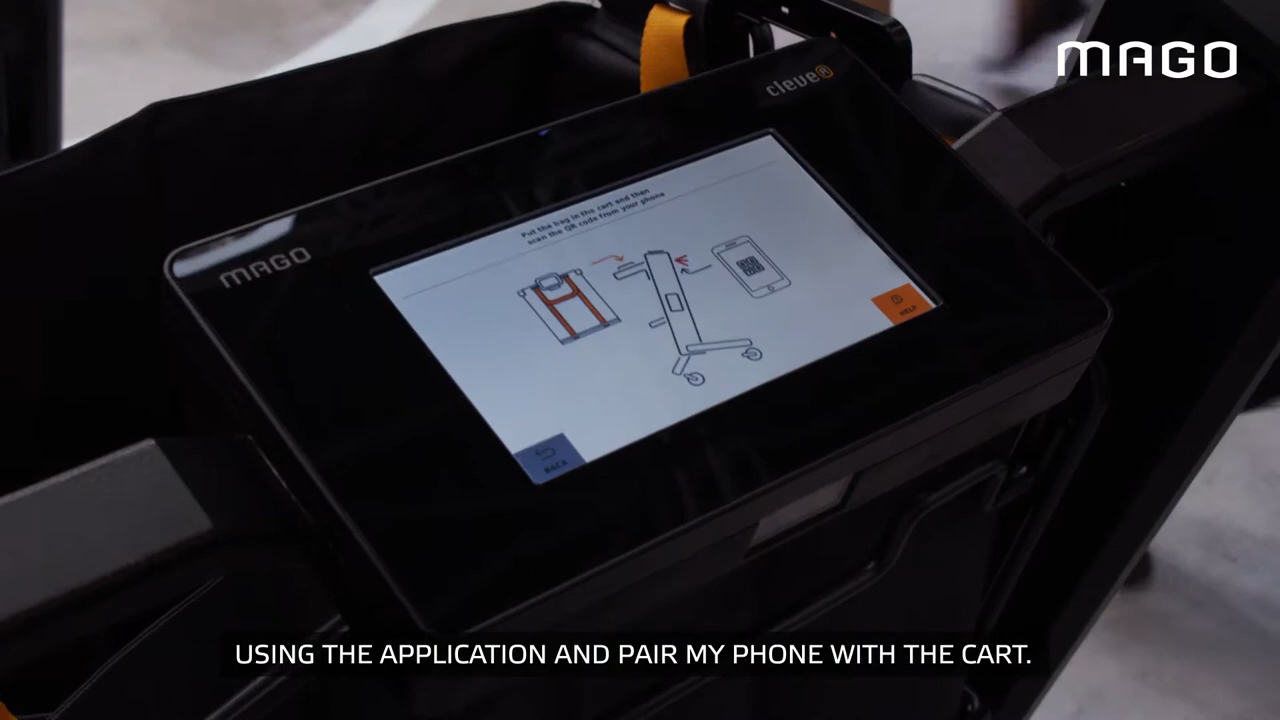 MAGO
cleveR
MAGO
Put the bag in the cart and then
scan the QR code from your phone
HELP
BACK
USING THE APPLICATION AND PAIR MY PHONE WITH THE CART.